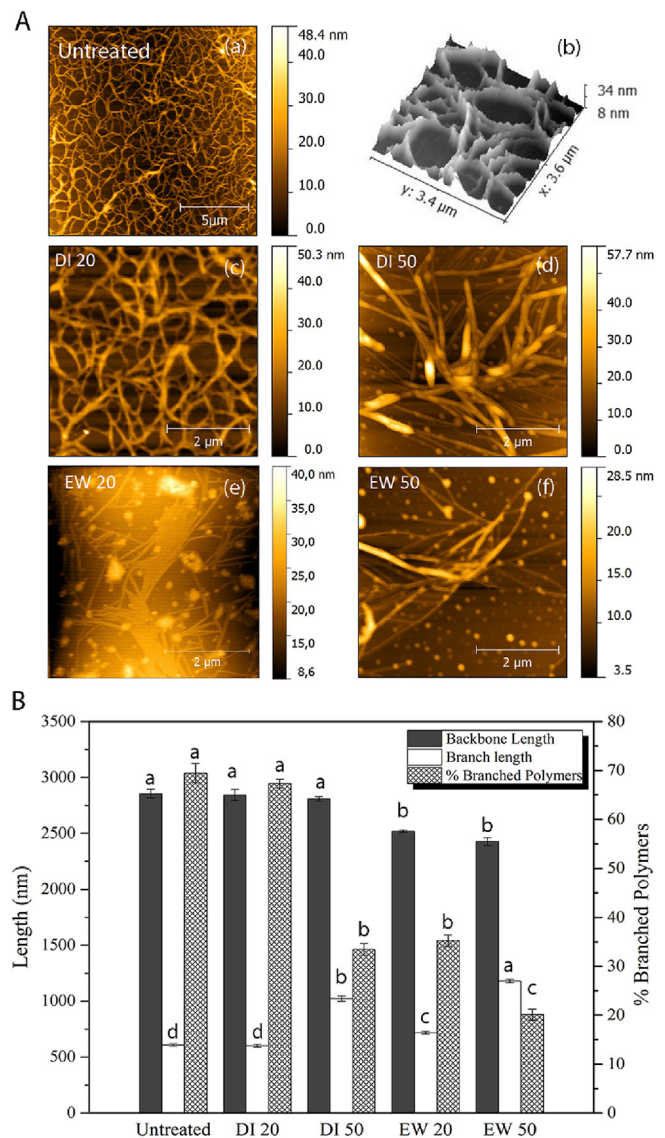 A
Untreated
(a)
48.4 nm
40.0
30.0
20.0
10.0
0.0
5μm
(b)
34 nm
8 nm
x: 3.6 μm
y: 3.4 μm
DI 20
(c)
50.3 nm
40.0
30.0
20.0
10.0
0.0
2 μm
DI 50
(d)
57.7 nm
40.0
30.0
20.0
10.0
0.0
2 μm
EW 20
(e)
40,0 nm
35,0
30,0
25,0
20,0
15,0
8,6
2 μm
EW 50
(f)
28.5 nm
20.0
15.0
10.0
3.5
2 μm
B
Backbone Length
Branch length
% Branched Polymers
Length (nm)
3500
3000
2500
2000
1500
1000
500
0
% Branched Polymers
80
70
60
50
40
30
20
10
0
a d a
a d a
a b b
b c b
b a c
Untreated DI 20 DI 50 EW 20 EW 50